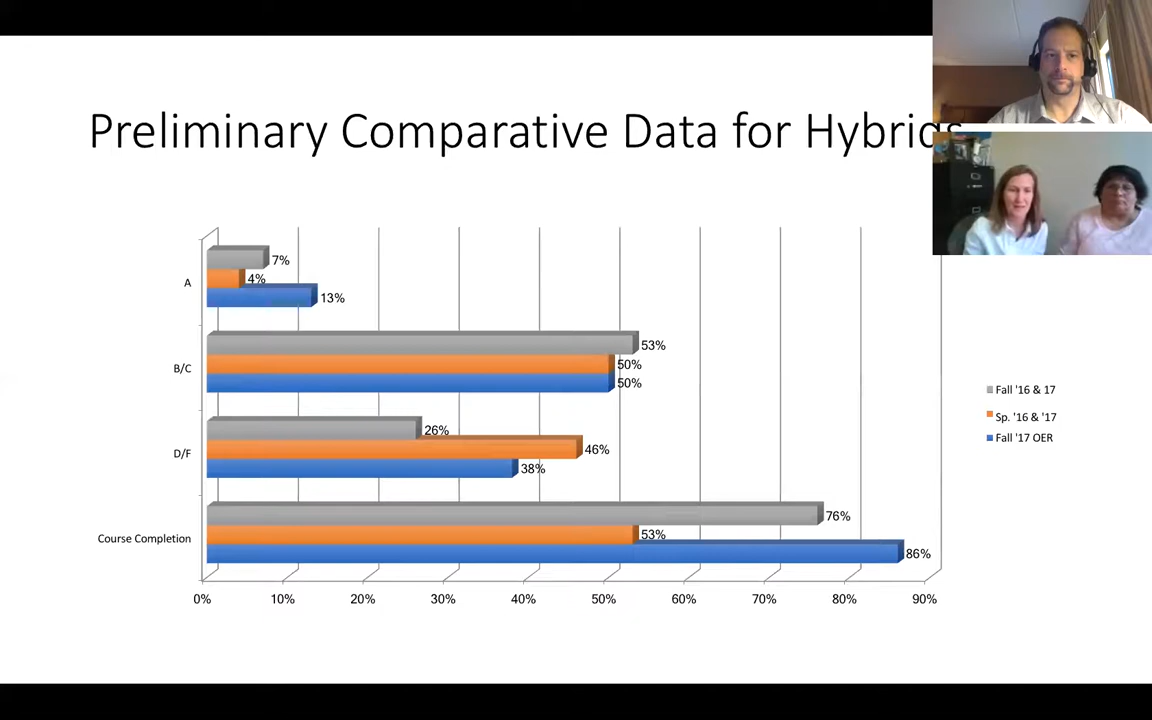 Preliminary Comparative Data for Hybrids
7%
A
4%
13%
53%
B/C
50%
50%
26%
D/F
46%
38%
76%
Course Completion
53%
86%
0% 10% 20% 30% 40% 50% 60% 70% 80% 90%
Fall '16 & 17
Sp. '16 & '17
Fall '17 OER